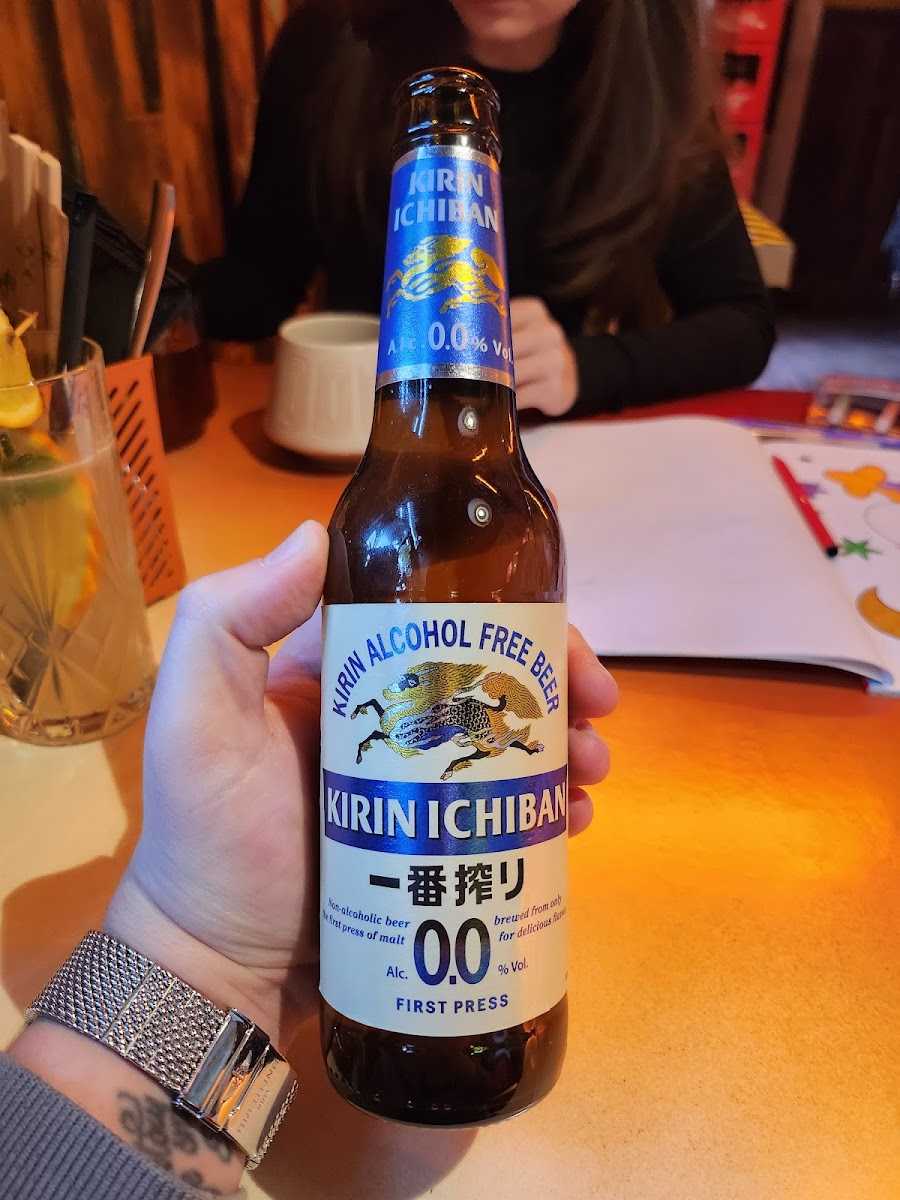 KIRIN
ICHIBAN
Alc. 0.0% Vol.
KIRIN ALCOHOL FREE BEER
KIRIN ICHIBAN
一番搾り
Non-alcoholic beer brewed from only
the first press of malt for delicious
Alc. 0.0 % Vol.
FIRST PRESS
BREITLING